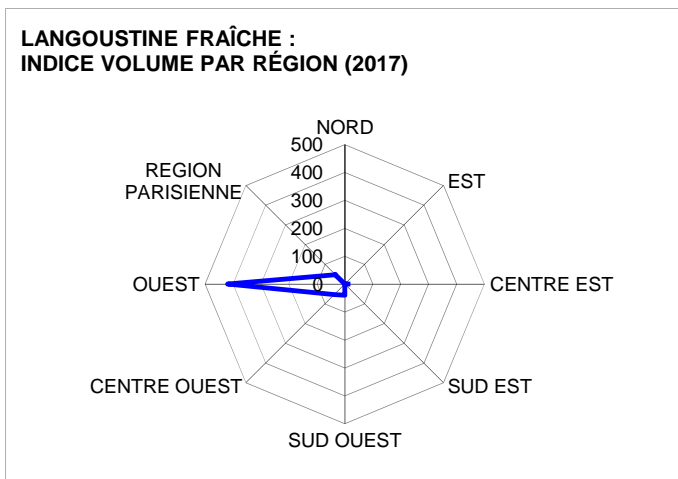 LANGOUSTINE FRAÎCHE :
INDICE VOLUME PAR RÉGION (2017)
NORD
500
400
300
200
100
0
EST
CENTRE EST
SUD EST
SUD OUEST
CENTRE OUEST
OUEST
REGION
PARISIENNE